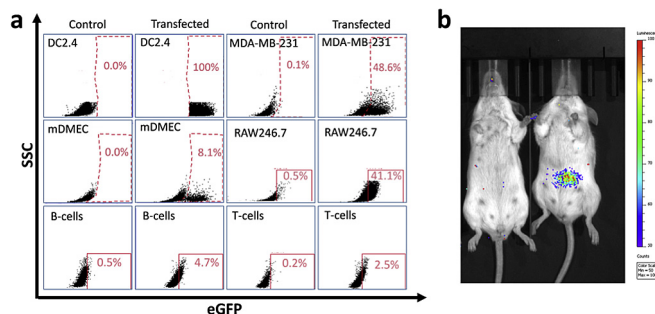 a
Control
Transfected
Control
Transfected
DC2.4
0.0%
DC2.4
100%
MDA-MB-231
0.1%
MDA-MB-231
48.6%
mDMEC
0.0%
mDMEC
8.1%
RAW246.7
0.5%
RAW246.7
41.1%
B-cells
0.5%
B-cells
4.7%
T-cells
0.2%
T-cells
2.5%
SSC
eGFP
b
Counts